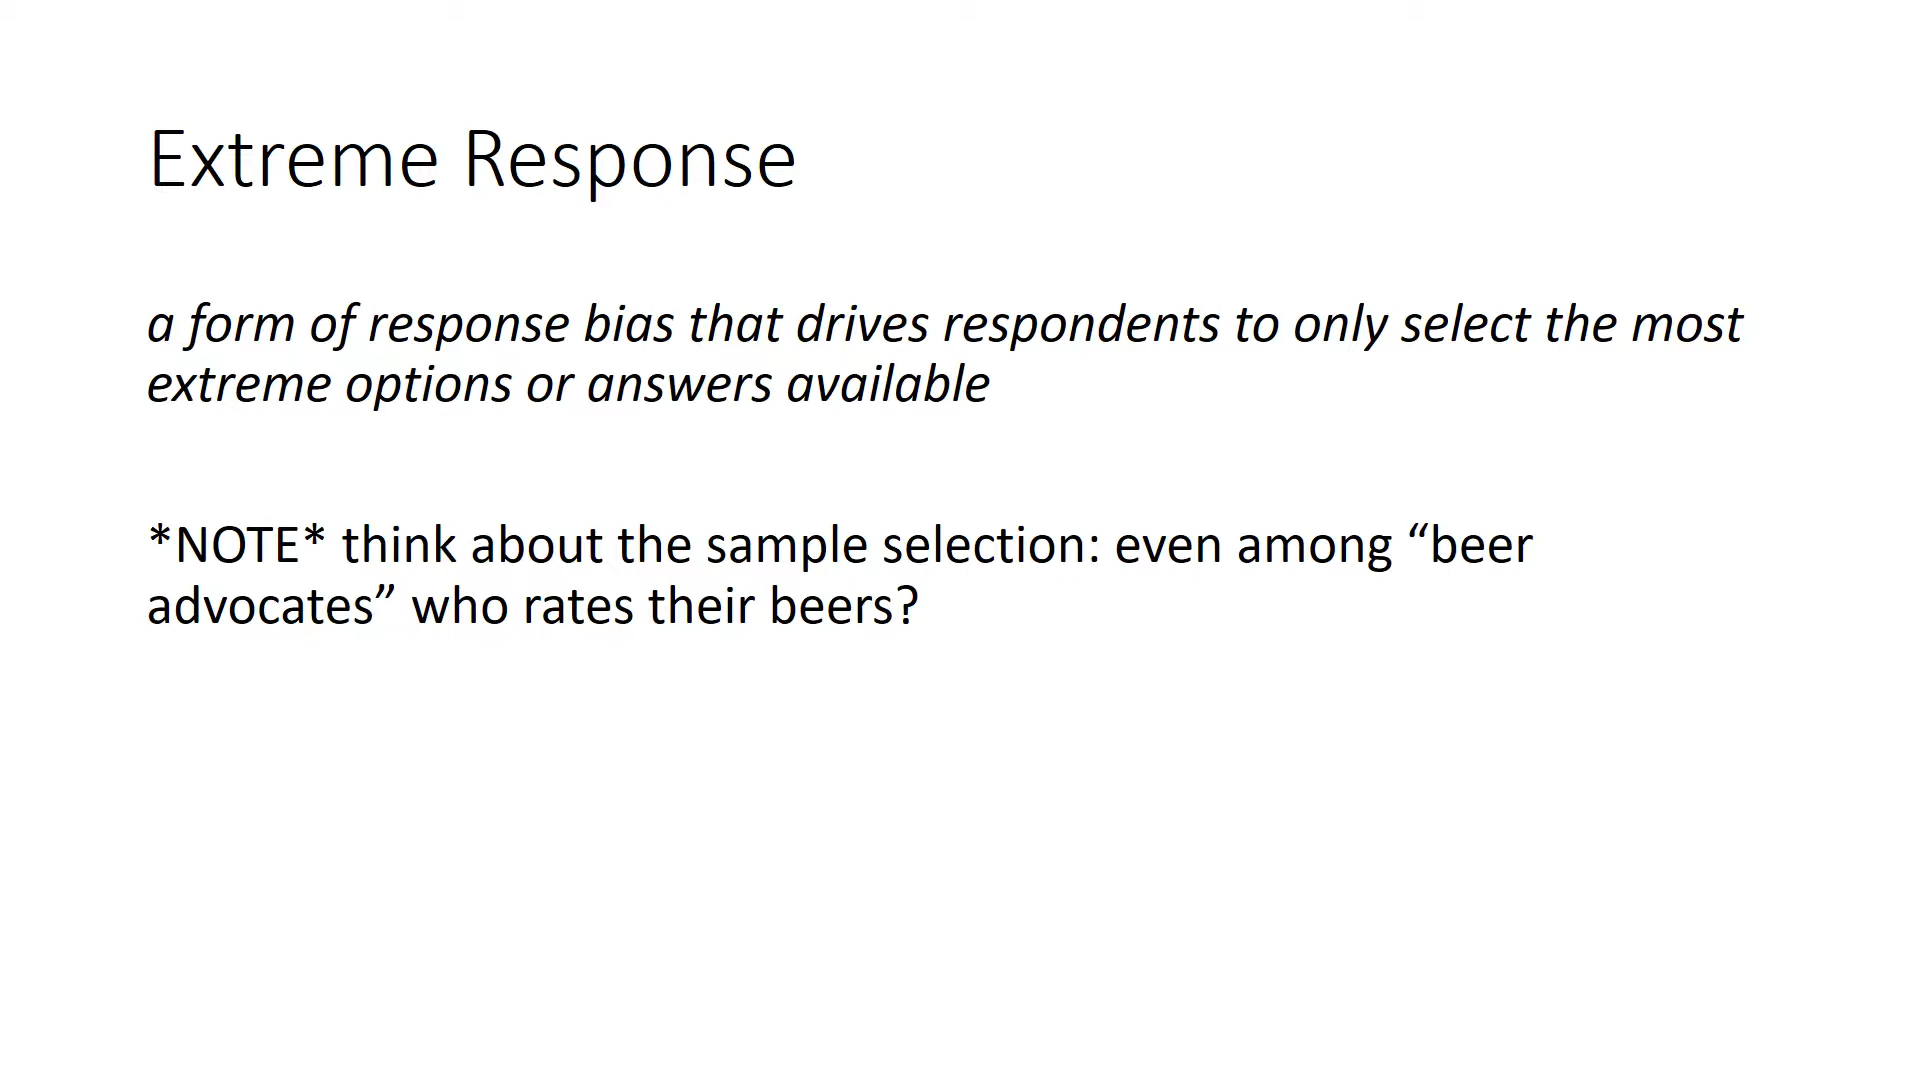 Extreme Response
a form of response bias that drives respondents to only select the most
extreme options or answers available
*NOTE* think about the sample selection: even among “beer
advocates” who rates their beers?